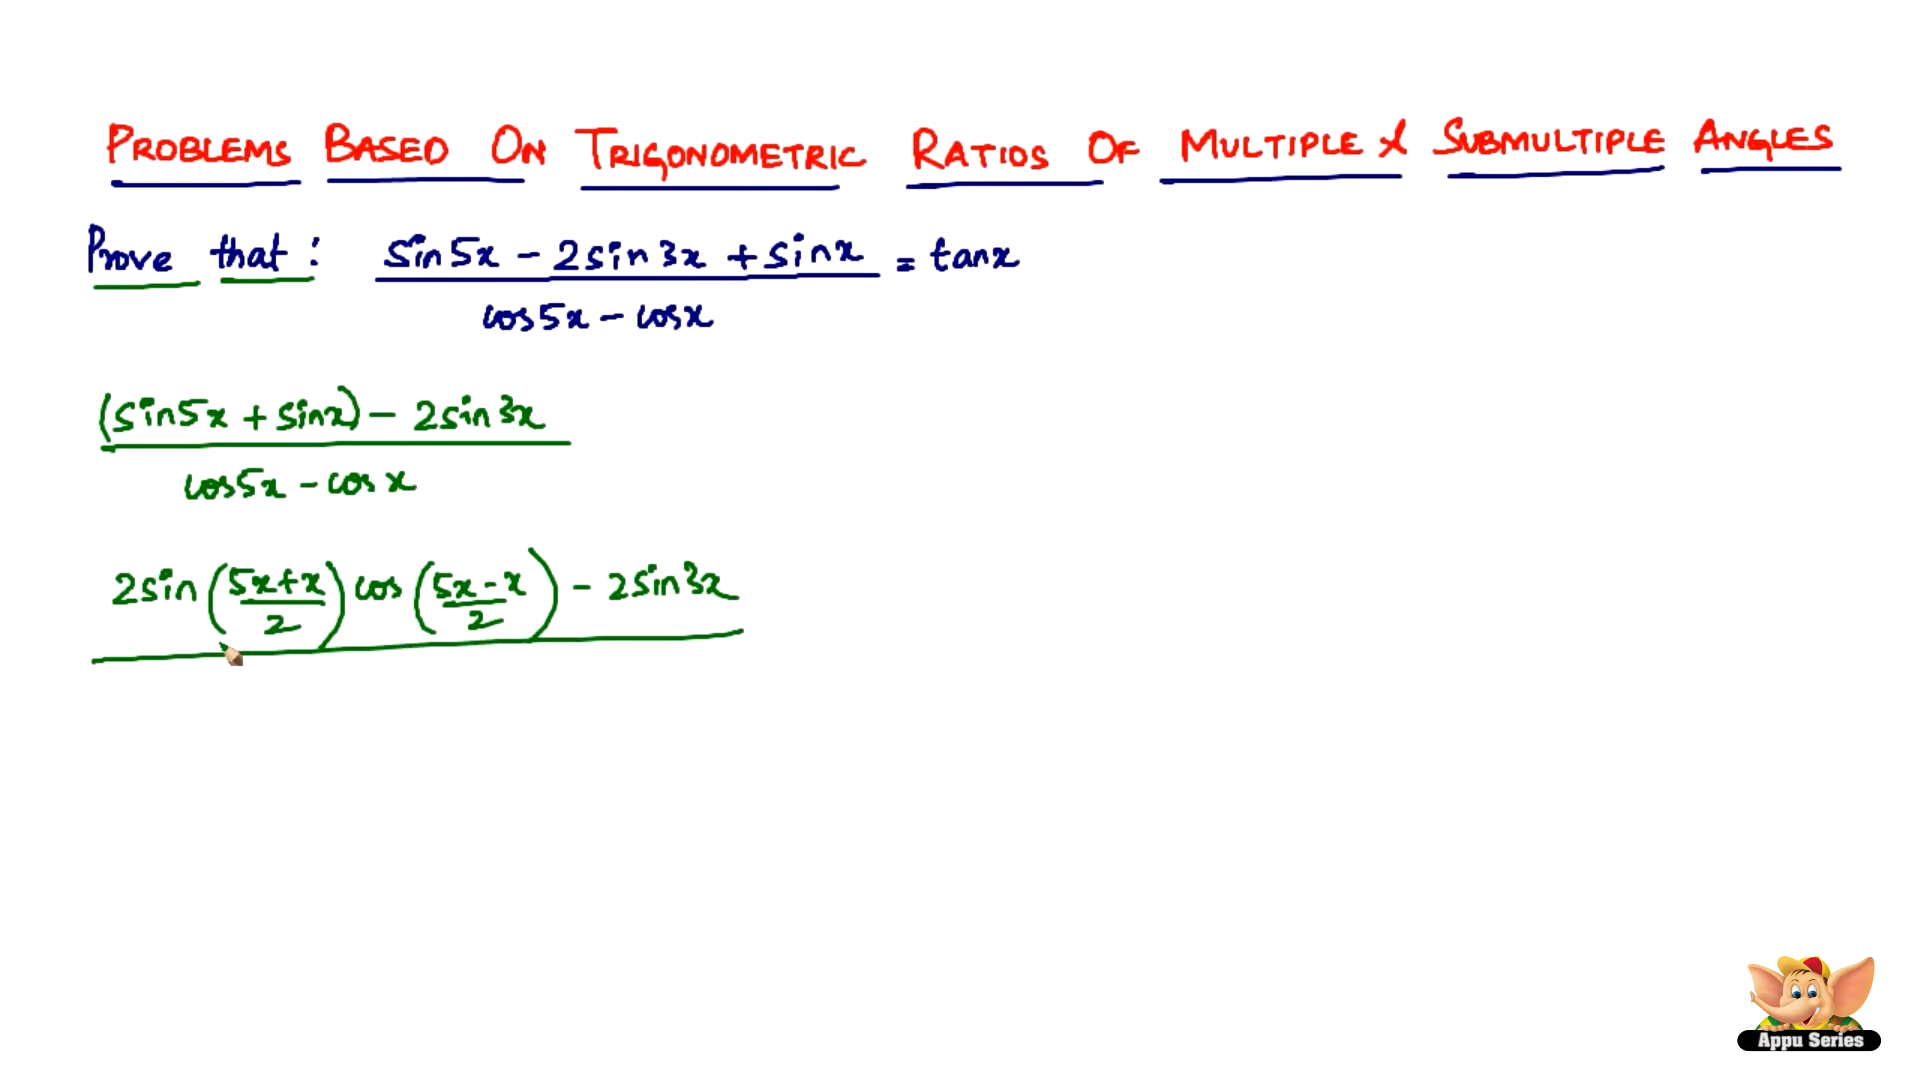 PROBLEMS BASED ON TRIGONOMETRIC RATIOS OF MULTIPLE & SUBMULTIPLE ANGLES
Prove that : sin5x - 2sin3x + sinx = tanx
cos5x - cosx
(sin5x + sinx) - 2sin3x
cos5x - cosx
2sin(5x+x/2) cos(5x-x/2) - 2sin3x
Appu Series